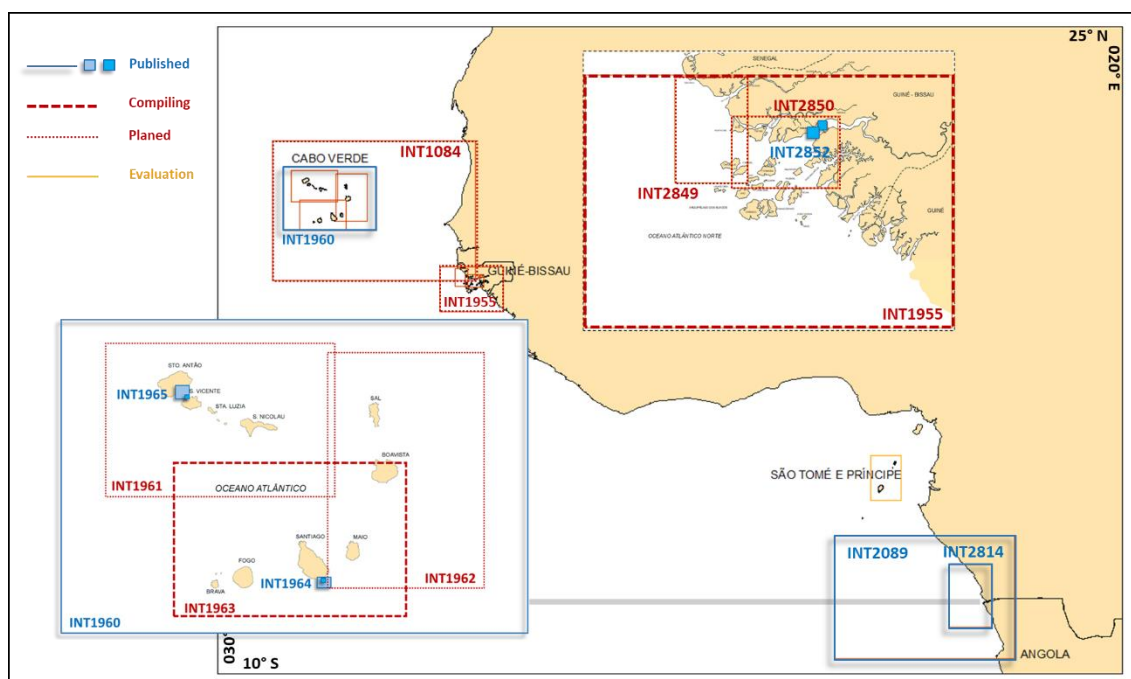 Published
Compiling
Planed
Evaluation
25° N
020° E
SENEGAL
GUINÉ - BISSAU
INT2850
INT2852
INT2849
OCEANO ATLÂNTICO NORTE
GUINÉ
INT1955
INT1084
CABO VERDE
INT1960
GUINÉ-BISSAU
INT1955
STO. ANTÃO
INT1965
S. VICENTE
STA. LUZIA
S. NICOLAU
SAL
BOAVISTA
INT1961
OCEANO ATLÂNTICO
SANTIAGO
MAIO
FOGO
INT1964
INT1962
BRAVA
INT1963
INT1960
SÃO TOMÉ E PRÍNCIPE
INT2089
INT2814
ANGOLA
030°
10° S